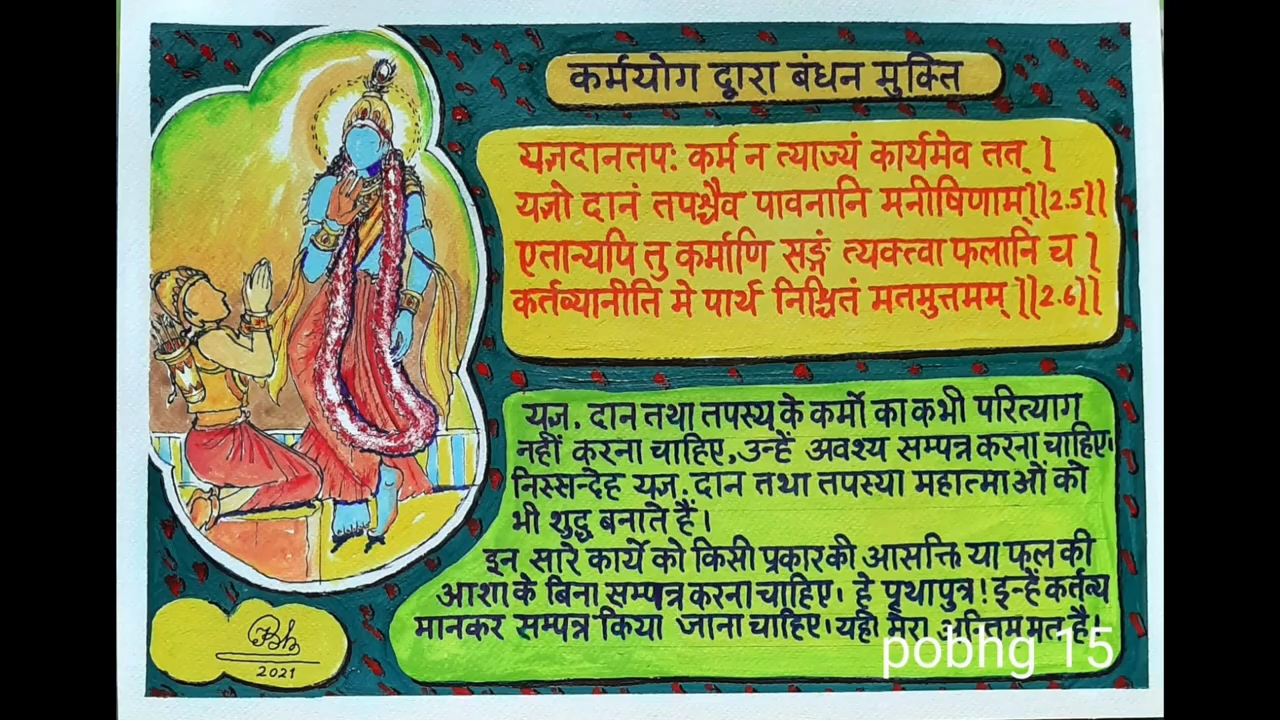 कर्मयोग द्वारा बंधन मुक्ति
यज्ञदानतपः कर्म न त्याज्यं कार्यमेव तत् ।
यज्ञो दानं तपश्चैव पावनानि मनीषिणाम्॥2.5॥
एतान्यपि तु कर्माणि सङ्गं त्यक्त्वा फलानि च ।
कर्तव्यानीति मे पार्थ निश्चितं मतमुत्तमम् ॥2.6॥
यज्ञ. दान तथा तपस्य के कर्मो का कभी परित्याग
नहीं करना चाहिए, उन्हें अवश्य सम्पन्न करना चाहिए।
निस्सन्देह यज्ञ. दान तथा तपस्या महात्माओं को
भी शुद्ध बनाते हैं।
इन सारे कार्ये को किसी प्रकार की आसक्ति या फल की
आशा के बिना सम्पन्न करना चाहिए। हे पृथापुत्र! इन्हें कर्तव्य
मानकर सम्पन्न किया जाना चाहिए। यही मेरा अन्तिम मत है।
2021
pobhg 15